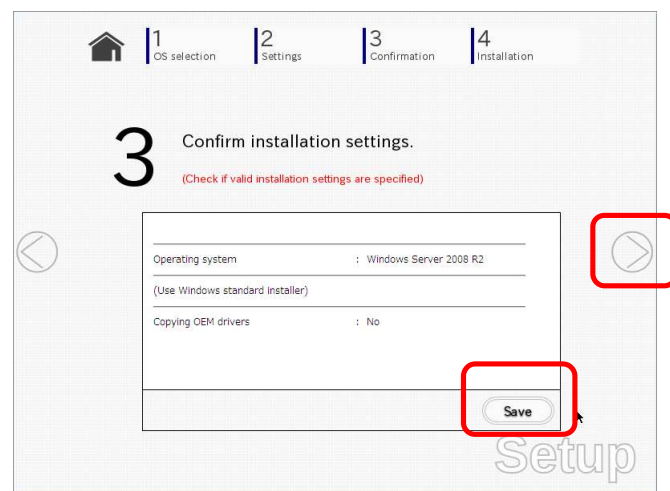 1 2 3 4
OS selection Settings Confirmation Installation
3 Confirm installation settings.
(Check if valid installation settings are specified)
Operating system : Windows Server 2008 R2
(Use Windows standard installer)
Copying OEM drivers : No
Save
Setup